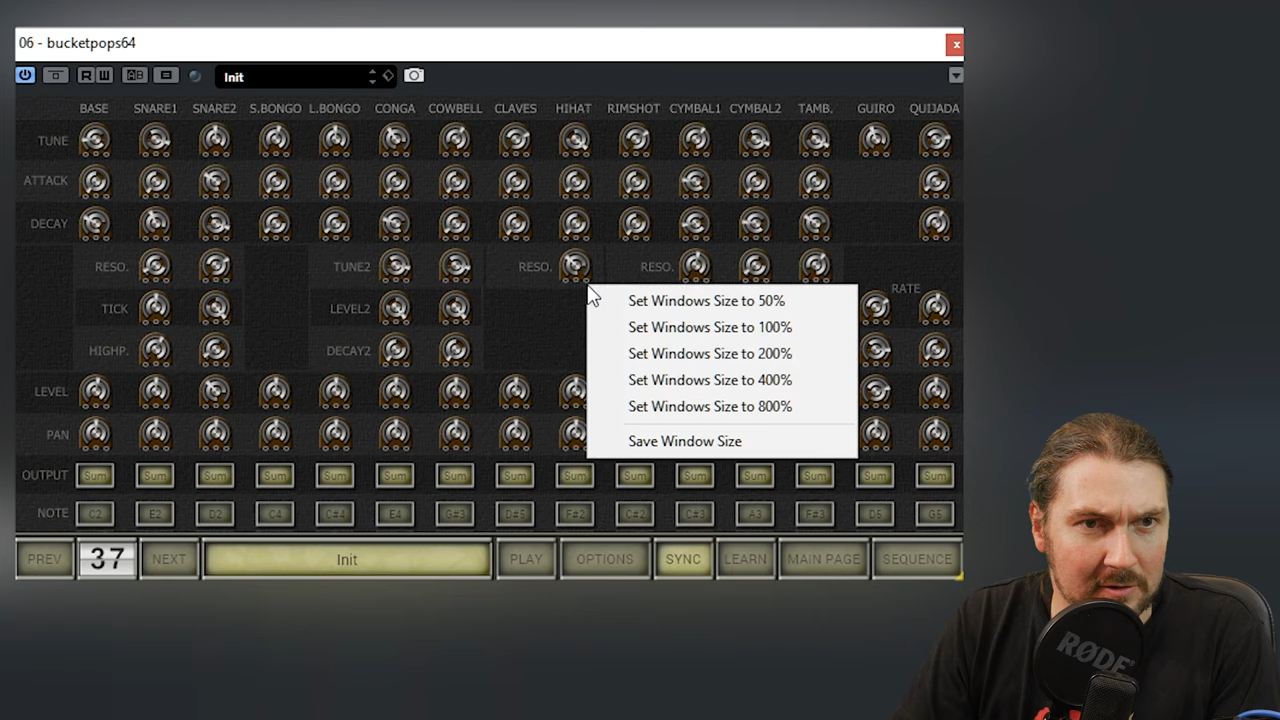 06 - bucketpops64
x
R W
Init
BASE SNARE1 SNARE2 S.BONGO L.BONGO CONGA COWBELL CLAVES HIHAT RIMSHOT CYMBAL1 CYMBAL2 TAMB. GUIRO QUIJADA
TUNE
ATTACK
DECAY
RESO. TUNE2 RESO. RESO.
RATE
TICK LEVEL2
HIGHP. DECAY2
LEVEL
PAN
OUTPUT Sum Sum Sum Sum Sum Sum Sum Sum Sum Sum Sum Sum Sum Sum Sum
NOTE C2 E2 D2 C4 C#4 E4 G#3 D#5 F#2 C#2 C#3 A3 F#3 D5 G5
PREV 37 NEXT Init PLAY OPTIONS SYNC LEARN MAIN PAGE SEQUENCE
Set Windows Size to 50%
Set Windows Size to 100%
Set Windows Size to 200%
Set Windows Size to 400%
Set Windows Size to 800%
Save Window Size
RØDE